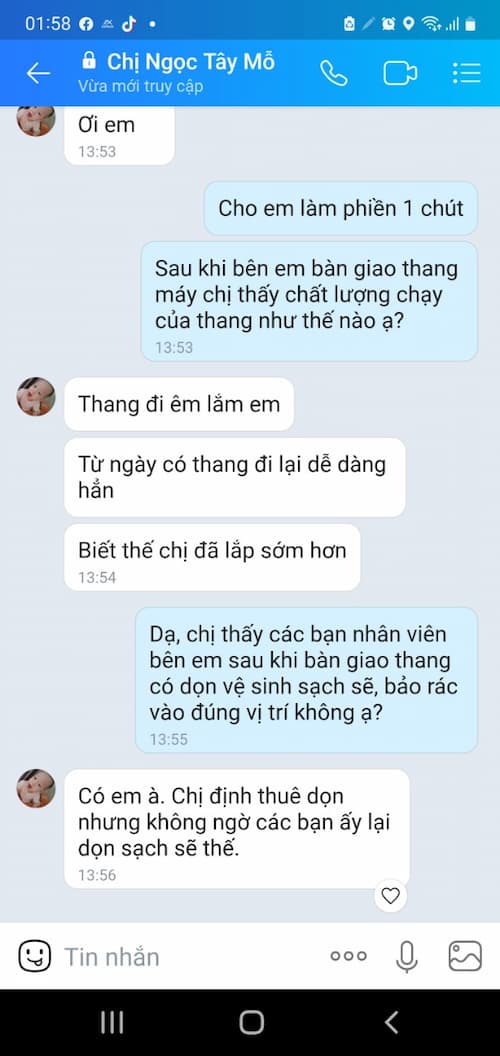 01:58
Chị Ngọc Tây Mỗ
Vừa mới truy cập
Ơi em
13:53
Cho em làm phiền 1 chút
Sau khi bên em bàn giao thang
máy chị thấy chất lượng chạy
của thang như thế nào ạ?
13:53
Thang đi êm lắm em
Từ ngày có thang đi lại dễ dàng
hẳn
Biết thế chị đã lắp sớm hơn
13:54
Dạ, chị thấy các bạn nhân viên
bên em sau khi bàn giao thang
có dọn vệ sinh sạch sẽ, bảo rác
vào đúng vị trí không ạ?
13:55
Có em à. Chị định thuê dọn
nhưng không ngờ các bạn ấy lại
dọn sạch sẽ thế.
13:56
Tin nhắn